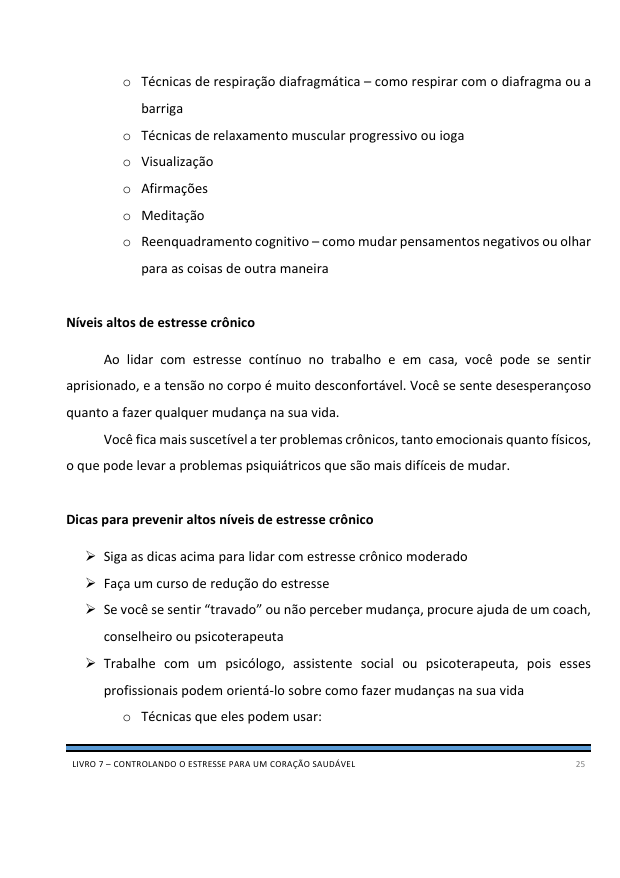 o Técnicas de respiração diafragmática – como respirar com o diafragma ou a
barriga
o Técnicas de relaxamento muscular progressivo ou ioga
o Visualização
o Afirmações
o Meditação
o Reenquadramento cognitivo – como mudar pensamentos negativos ou olhar
para as coisas de outra maneira
Níveis altos de estresse crônico
Ao lidar com estresse contínuo no trabalho e em casa, você pode se sentir
aprisionado, e a tensão no corpo é muito desconfortável. Você se sente desesperançoso
quanto a fazer qualquer mudança na sua vida.
Você fica mais suscetível a ter problemas crônicos, tanto emocionais quanto físicos,
o que pode levar a problemas psiquiátricos que são mais difíceis de mudar.
Dicas para prevenir altos níveis de estresse crônico
➢ Siga as dicas acima para lidar com estresse crônico moderado
➢ Faça um curso de redução do estresse
➢ Se você se sentir “travado” ou não perceber mudança, procure ajuda de um coach,
conselheiro ou psicoterapeuta
➢ Trabalhe com um psicólogo, assistente social ou psicoterapeuta, pois esses
profissionais podem orientá-lo sobre como fazer mudanças na sua vida
o Técnicas que eles podem usar:
LIVRO 7 – CONTROLANDO O ESTRESSE PARA UM CORAÇÃO SAUDÁVEL 25